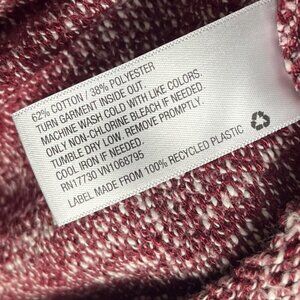 62% COTTON / 38% POLYESTER
TURN GARMENT INSIDE OUT.
MACHINE WASH COLD WITH LIKE COLORS.
ONLY NON-CHLORINE BLEACH IF NEEDED.
TUMBLE DRY LOW. REMOVE PROMPTLY.
COOL IRON IF NEEDED.
RN17730 VN1068795
LABEL MADE FROM 100% RECYCLED PLASTIC